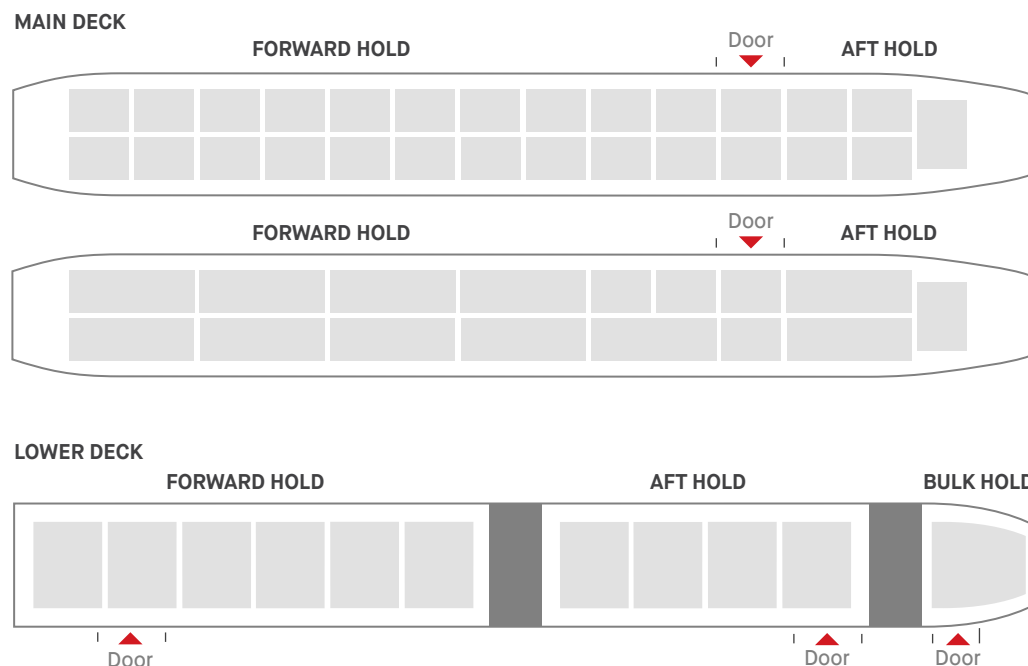 MAIN DECK
FORWARD HOLD
Door
AFT HOLD
FORWARD HOLD
Door
AFT HOLD
LOWER DECK
FORWARD HOLD
AFT HOLD
BULK HOLD
Door
Door
Door